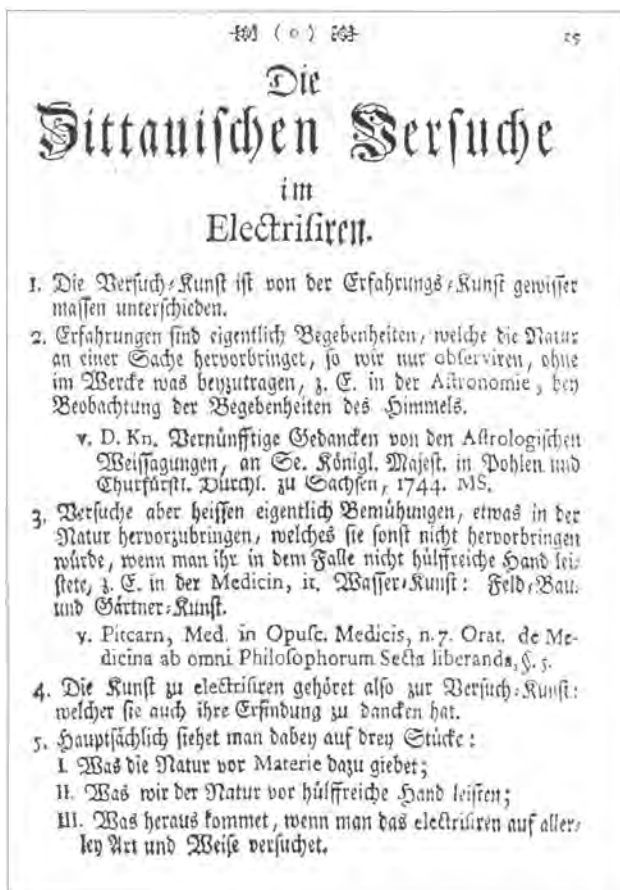 ( o ) 15
Die
Zittauischen Versuche
im
Electrisiren.
1. Die Versuch-Kunst ist von der Erfahrungs-Kunst gewisser
massen unterschieden.
2. Erfahrungen sind eigentlich Begebenheiten, welche die Natur
an einer Sache hervorbringet, so wir nur observiren, ohne
im Wercke was beyzutragen, z. E. in der Astronomie, bey
Beobachtung der Begebenheiten des Himmels.
v. D. Kn. Vernünfftige Gedancken von den Astrologischen
Weissagungen, an Se. Königl. Majest. in Pohlen und
Churfürstl. Durchl. zu Sachsen, 1744. MS.
3. Versuche aber heissen eigentlich Bemühungen, etwas in der
Natur hervorzubringen, welches sie sonst nicht hervorbringen
würde, wenn man ihr in dem Falle nicht hülffreiche Hand lei-
stete, z. E. in der Medicin, it. Wasser-Kunst: Feld-Bau-
und Gärtner-Kunst.
v. Pitcarn, Med. in Opusc. Medicis, n. 7. Orat. de Me-
dicina ab omni Philosophorum Secta liberanda, §. 5.
4. Die Kunst zu electrisiren gehöret also zur Versuch-Kunst:
welcher sie auch ihre Erfindung zu dancken hat.
5. Hauptsächlich siehet man dabey auf drey Stücke:
I. Was die Natur vor Materie dazu giebet;
II. Was wir der Natur vor hülffreiche Hand leisten;
III. Was heraus kommet, wenn man das electrisiren auf aller-
ley Art und Weise versuchet.